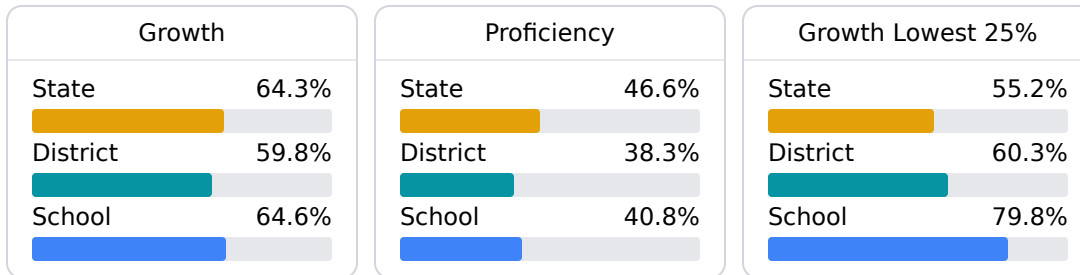 Growth
State 64.3%
District 59.8%
School 64.6%
Proficiency
State 46.6%
District 38.3%
School 40.8%
Growth Lowest 25%
State 55.2%
District 60.3%
School 79.8%